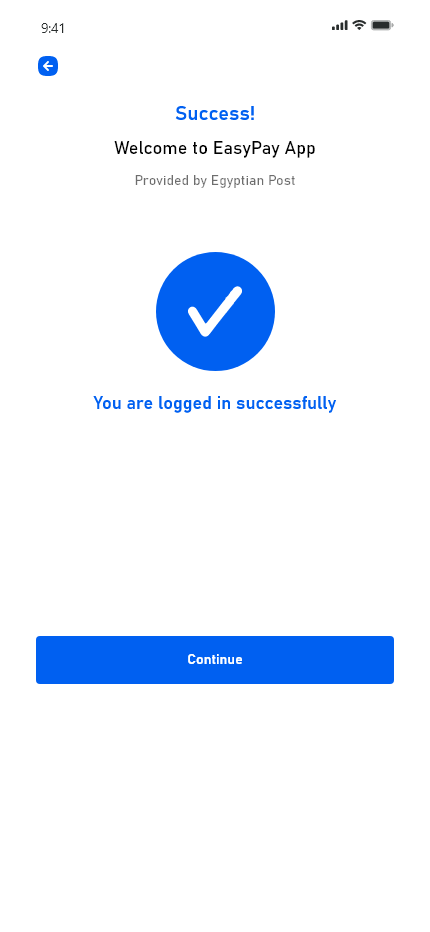 9:41
Success!
Welcome to EasyPay App
Provided by Egyptian Post
You are logged in successfully
Continue